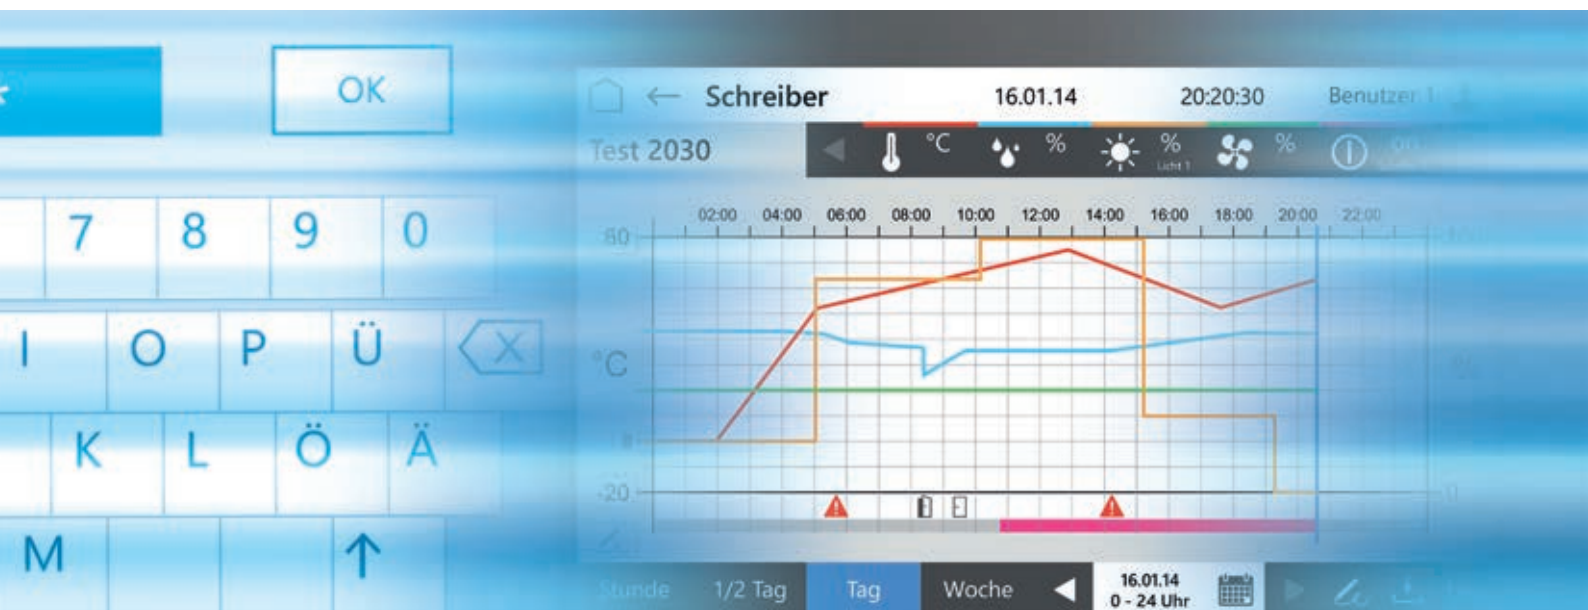 OK
7 8 9 0
I O P Ü X
K L Ö Ä
M ↑
← Schreiber 16.01.14 20:20:30 Benutzer 1
Test 2030 °C % % % 
Licht 1
02:00 04:00 06:00 08:00 10:00 12:00 14:00 16:00 18:00 20:00 22:00
80 100
°C %
-20 0
Stunde 1/2 Tag Tag Woche 16.01.14
0 - 24 Uhr